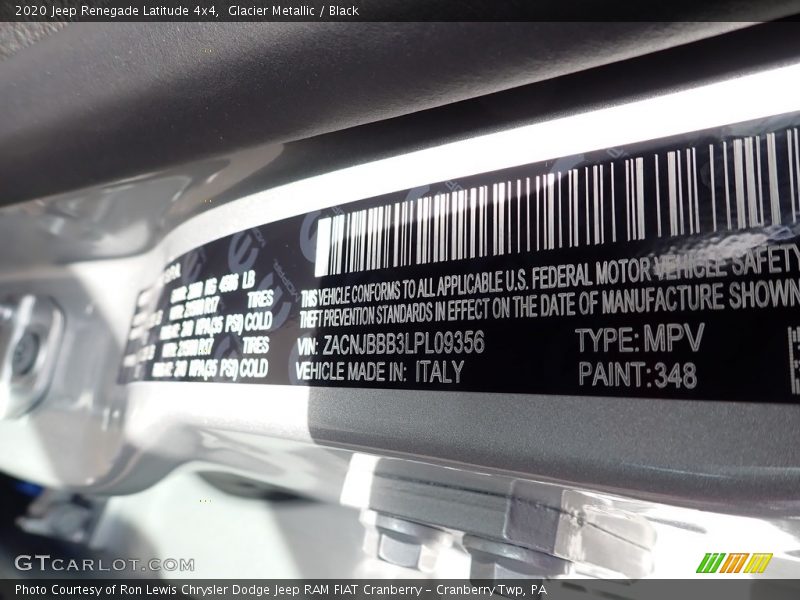 2020 Jeep Renegade Latitude 4x4, Glacier Metallic / Black
KG 4586 LB
TIRES
COLD
TIRES
COLD
THIS VEHICLE CONFORMS TO ALL APPLICABLE U.S. FEDERAL MOTOR VEHICLE SAFETY
THEFT PREVENTION STANDARDS IN EFFECT ON THE DATE OF MANUFACTURE SHOWN
VIN: ZACNJBBB3LPL09356 TYPE: MPV
VEHICLE MADE IN: ITALY PAINT: 348
GTCARLOT.COM
Photo Courtesy of Ron Lewis Chrysler Dodge Jeep RAM FIAT Cranberry - Cranberry Twp, PA